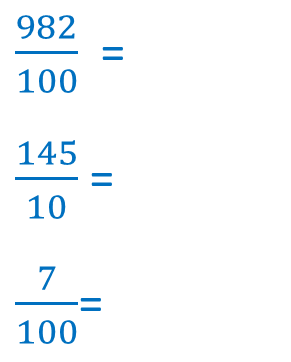 982/100 =
145/10 =
7/100 =